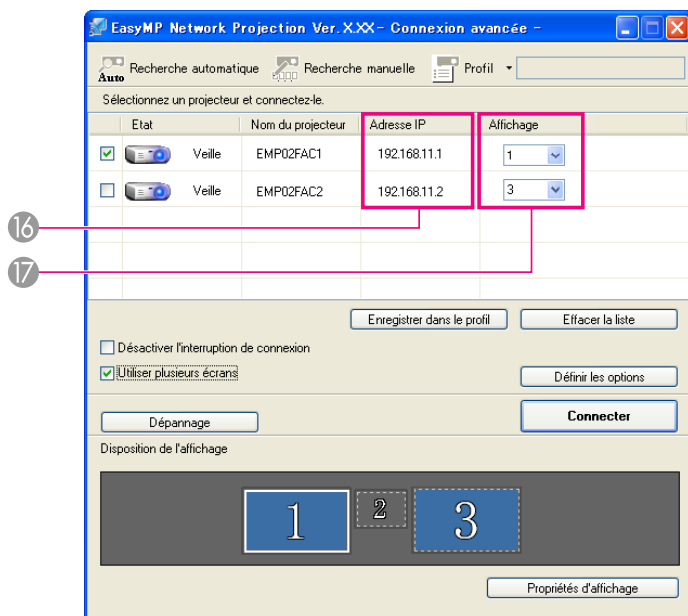 EasyMP Network Projection Ver. X.XX - Connexion avancée -
Auto Recherche automatique Recherche manuelle Profil
Sélectionnez un projecteur et connectez-le.
Etat Nom du projecteur Adresse IP Affichage
Veille EMP02FAC1 192.168.11.1 1
Veille EMP02FAC2 192.168.11.2 3
16
17
Enregistrer dans le profil Effacer la liste
Désactiver l'interruption de connexion
Utiliser plusieurs écrans Définir les options
Dépannage Connecter
Disposition de l'affichage
1 2 3
Propriétés d'affichage